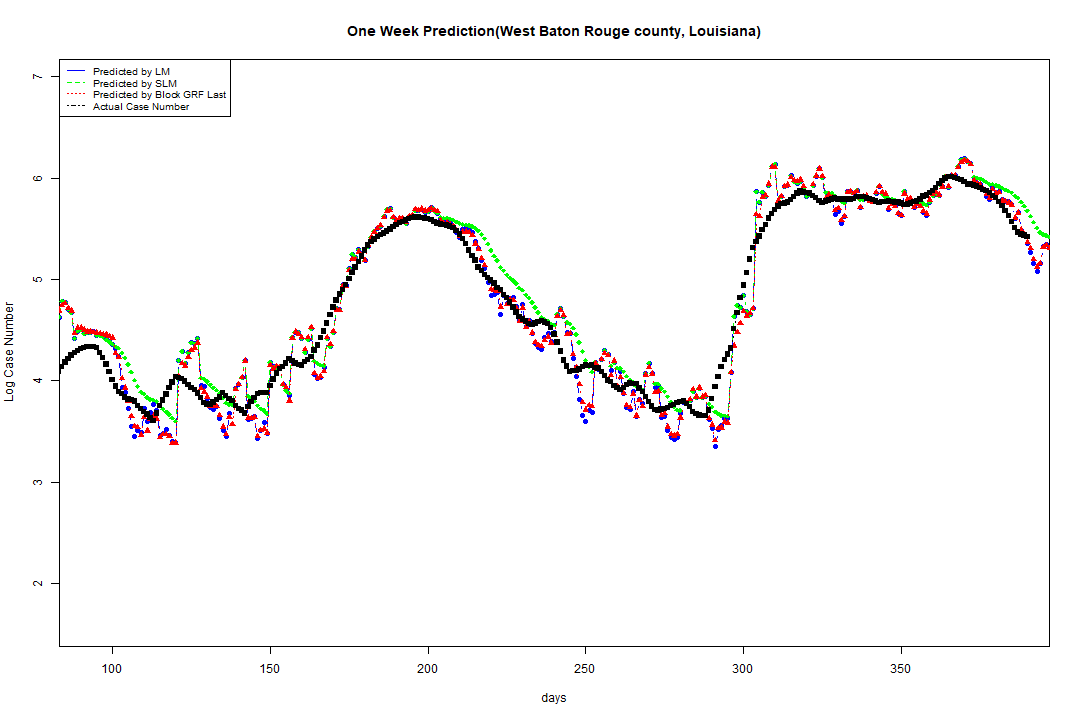 One Week Prediction(West Baton Rouge county, Louisiana)
Predicted by LM
Predicted by SLM
Predicted by Block GRF Last
Actual Case Number
7
6
5
4
3
2
Log Case Number
100 150 200 250 300 350
days